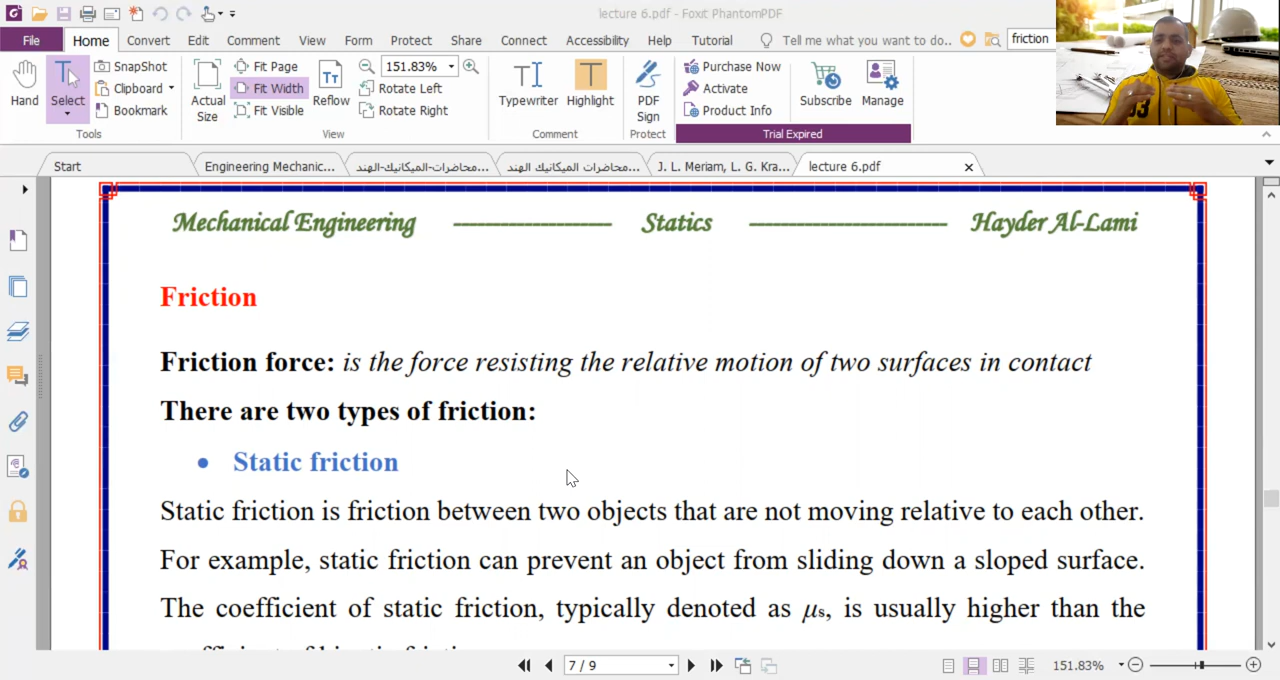 lecture 6.pdf - Foxit PhantomPDF
File Home Convert Edit Comment View Form Protect Share Connect Accessibility Help Tutorial Tell me what you want to do.. friction
Hand Select SnapShot Clipboard Bookmark Actual Size Fit Page Fit Width Fit Visible Reflow 151.83% Rotate Left Rotate Right Typewriter Highlight PDF Sign Purchase Now Activate Product Info Subscribe Manage
Tools View Comment Protect Trial Expired
Start Engineering Mechanic... محاضرات-الميكانيك-الهند... محاضرات الميكانيك الهند... J. L. Meriam, L. G. Kra... lecture 6.pdf
Mechanical Engineering ---------------------- Statics --------------------------- Hayder Al-Lami
Friction
Friction force: is the force resisting the relative motion of two surfaces in contact
There are two types of friction:
• Static friction
Static friction is friction between two objects that are not moving relative to each other.
For example, static friction can prevent an object from sliding down a sloped surface.
The coefficient of static friction, typically denoted as μs, is usually higher than the
7 / 9 151.83%